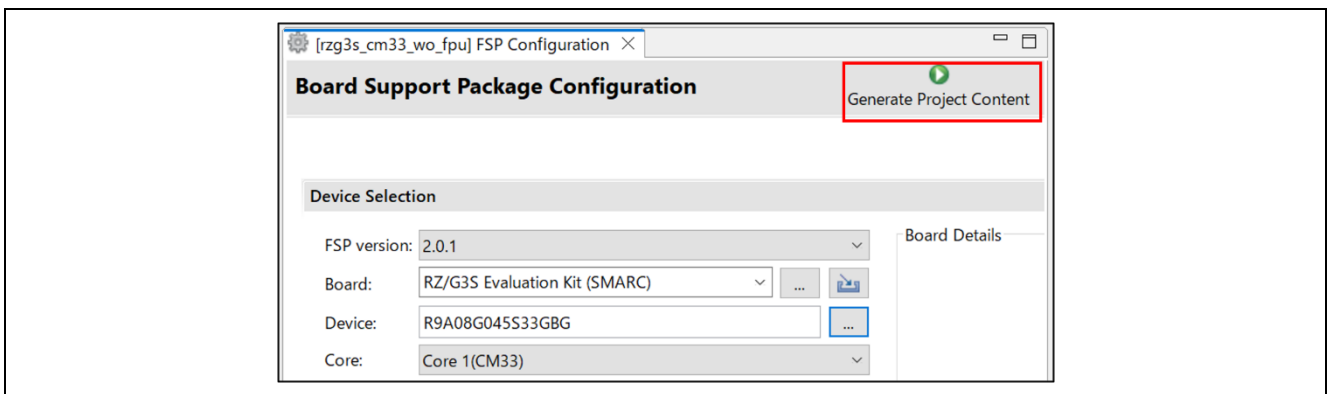 [rzg3s_cm33_wo_fpu] FSP Configuration
Board Support Package Configuration
Generate Project Content
Device Selection
FSP version: 2.0.1
Board Details
Board: RZ/G3S Evaluation Kit (SMARC) ...
Device: R9A08G045S33GBG ...
Core: Core 1(CM33)